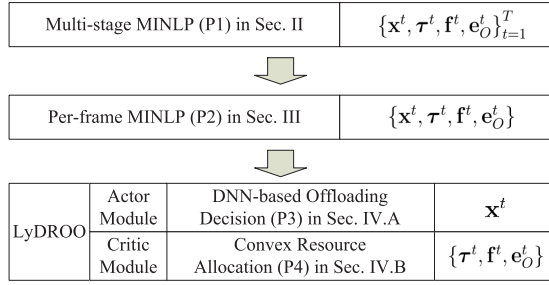 Multi-stage MINLP (P1) in Sec. II {x^t, τ^t, f^t, e_O^t}_{t=1}^T
Per-frame MINLP (P2) in Sec. III {x^t, τ^t, f^t, e_O^t}
LyDROO
Actor
Module
DNN-based Offloading
Decision (P3) in Sec. IV.A
x^t
Critic
Module
Convex Resource
Allocation (P4) in Sec. IV.B
{τ^t, f^t, e_O^t}